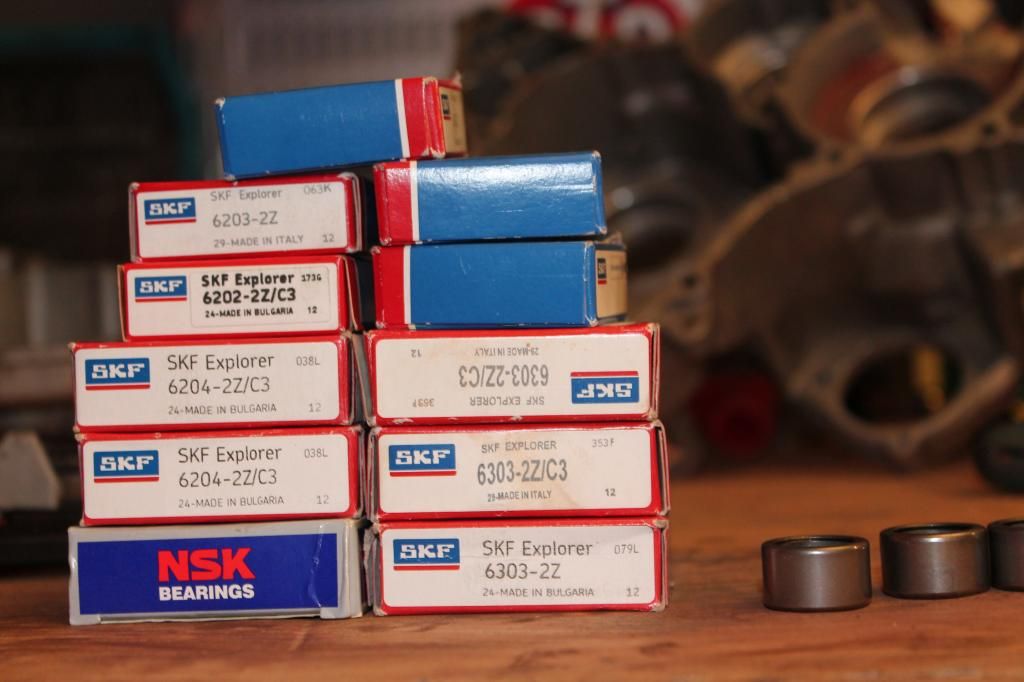 SKF
SKF Explorer 063K
6203-2Z
29-MADE IN ITALY 12
SKF
SKF Explorer 173G
6202-2Z/C3
24-MADE IN BULGARIA 12
SKF
SKF Explorer 038L
6204-2Z/C3
24-MADE IN BULGARIA 12
SKF
SKF Explorer 038L
6204-2Z/C3
24-MADE IN BULGARIA 12
NSK
BEARINGS
SKF
SKF EXPLORER 353F
6303-2Z/C3
29-MADE IN ITALY 12
SKF
SKF EXPLORER 353F
6303-2Z/C3
29-MADE IN ITALY 12
SKF
SKF Explorer 079L
6303-2Z
24-MADE IN BULGARIA 12